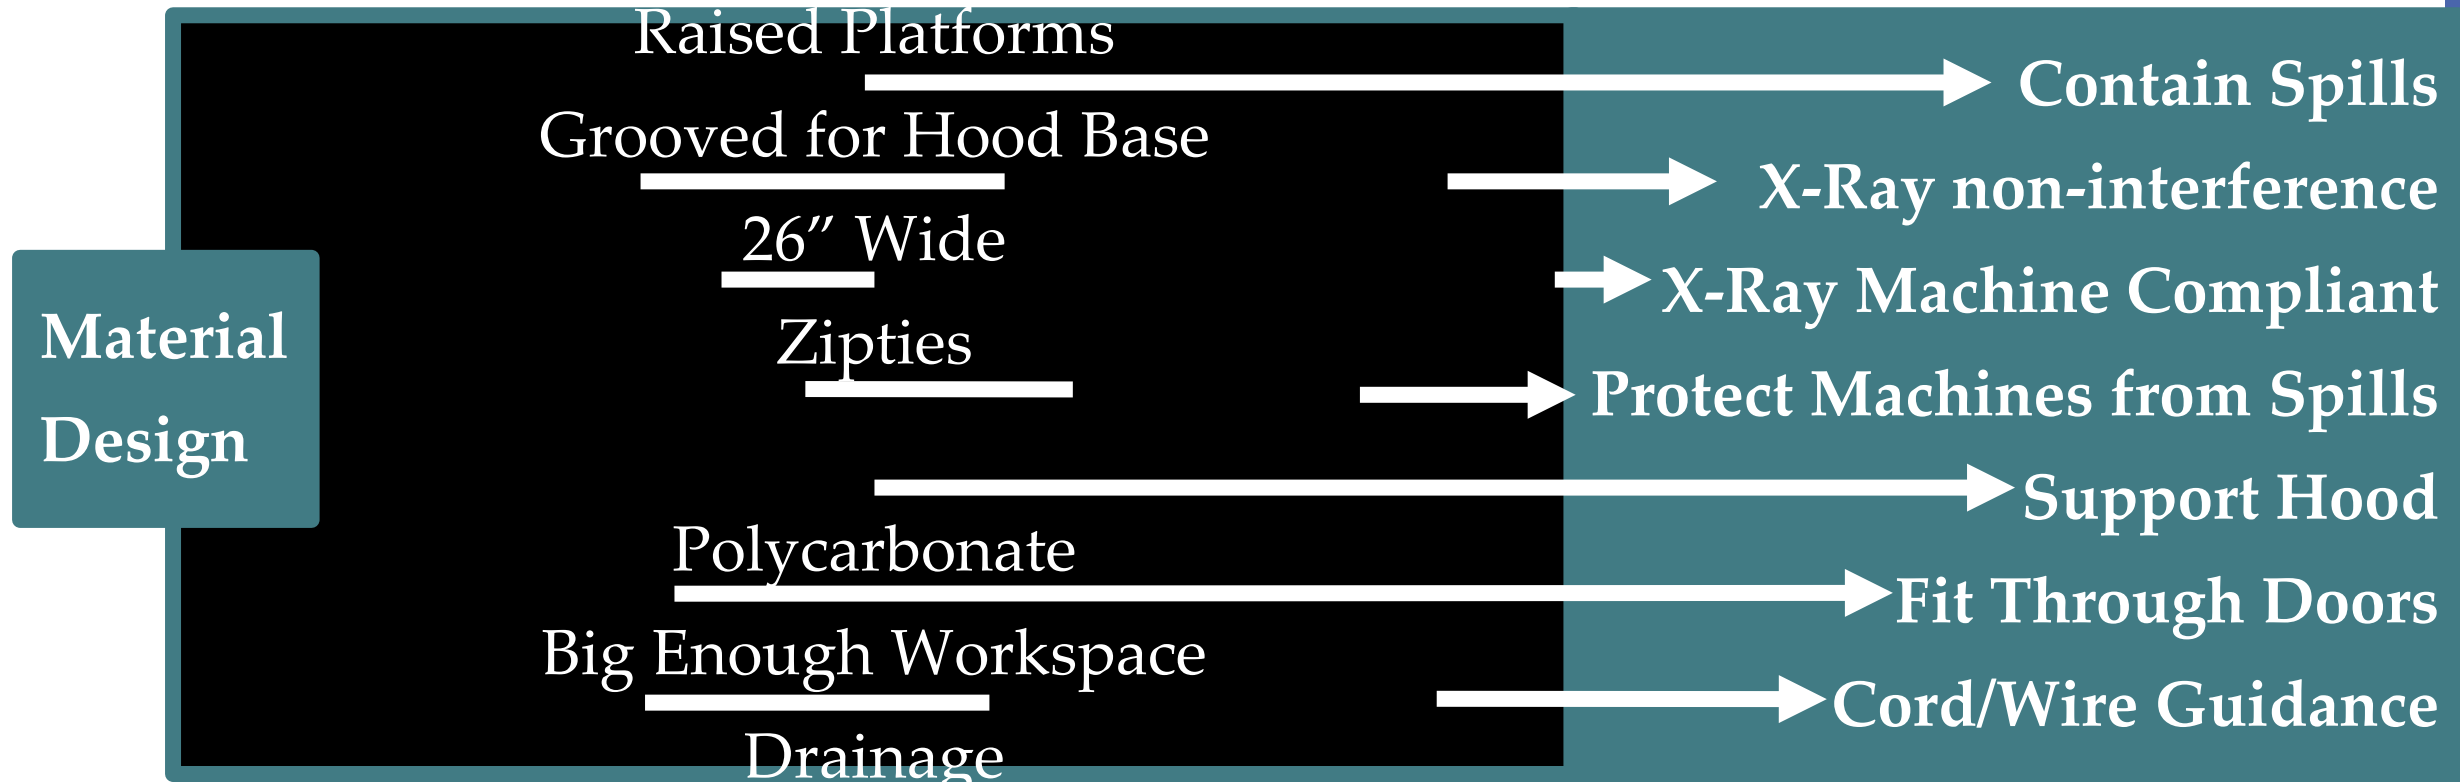 Material
Design
Raised Platforms
Grooved for Hood Base
26” Wide
Zipties
Polycarbonate
Big Enough Workspace
Drainage
Contain Spills
X-Ray non-interference
X-Ray Machine Compliant
Protect Machines from Spills
Support Hood
Fit Through Doors
Cord/Wire Guidance